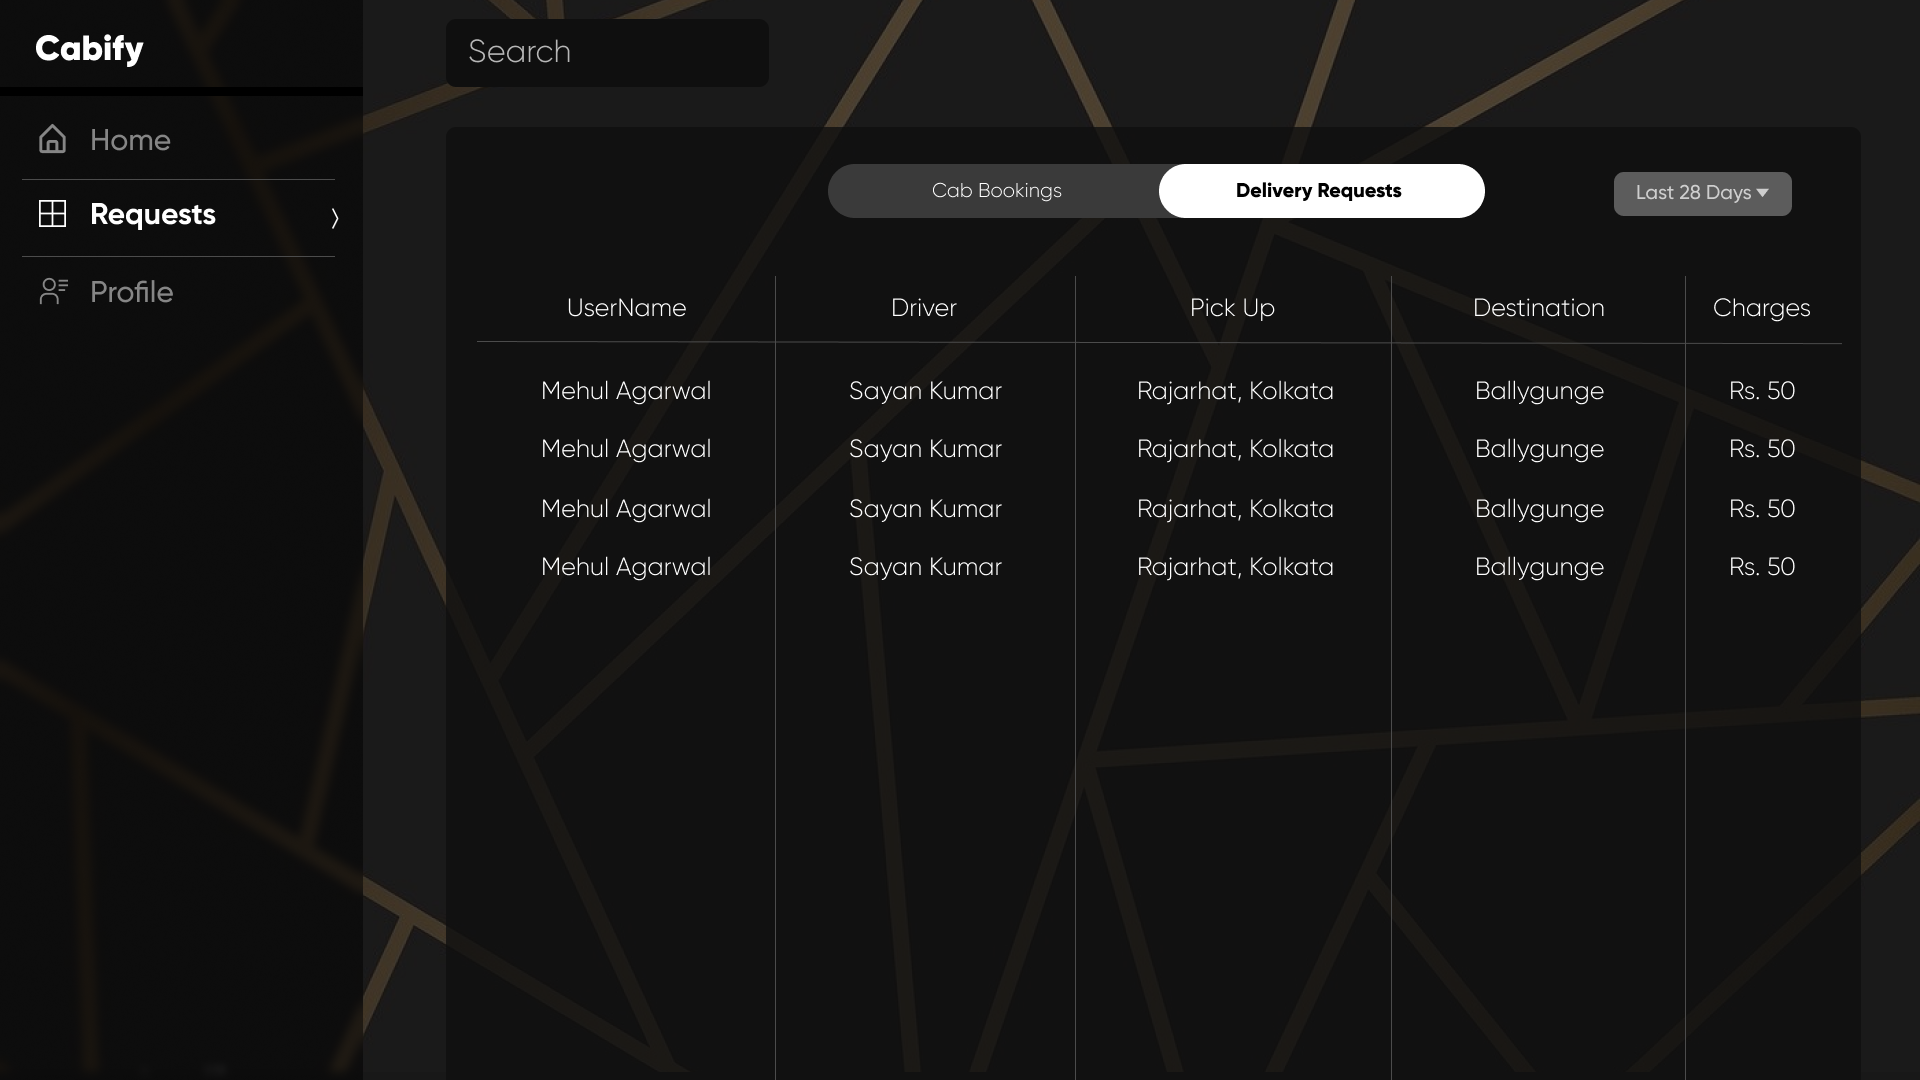 Cabify
Search
Home
Requests
Profile
Cab Bookings Delivery Requests Last 28 Days
UserName Driver Pick Up Destination Charges
Mehul Agarwal Sayan Kumar Rajarhat, Kolkata Ballygunge Rs. 50
Mehul Agarwal Sayan Kumar Rajarhat, Kolkata Ballygunge Rs. 50
Mehul Agarwal Sayan Kumar Rajarhat, Kolkata Ballygunge Rs. 50
Mehul Agarwal Sayan Kumar Rajarhat, Kolkata Ballygunge Rs. 50